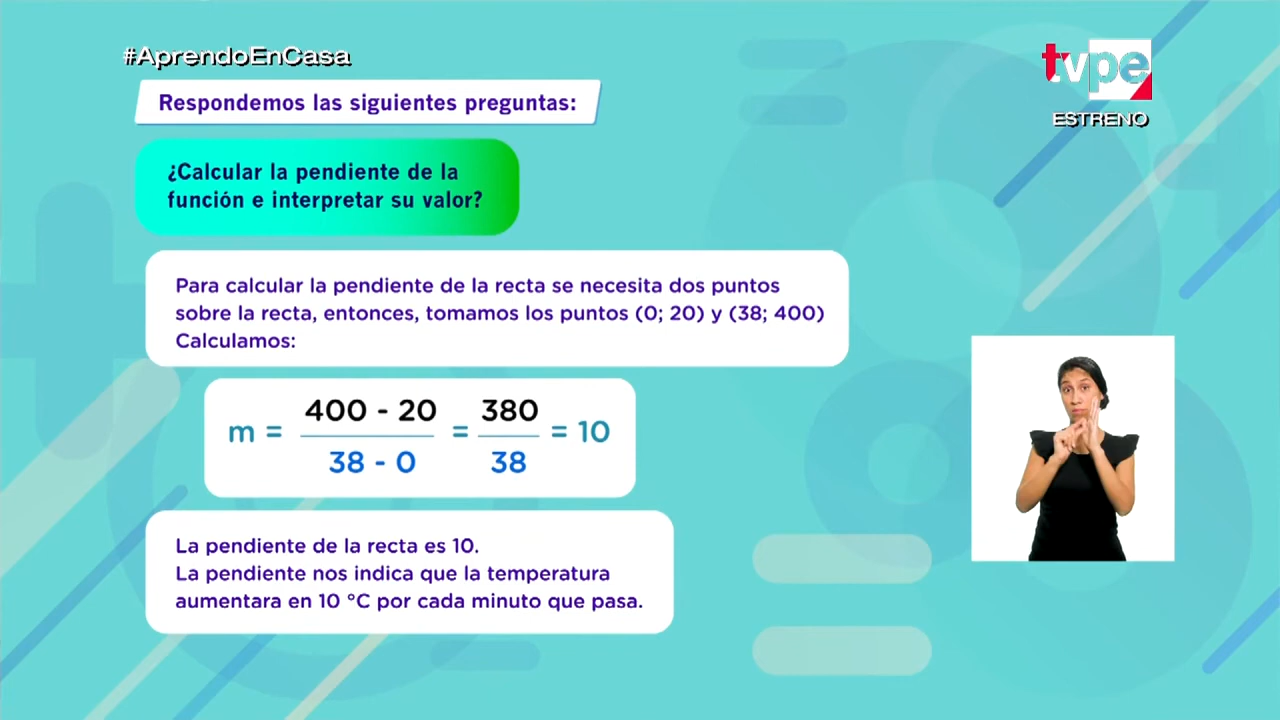 #AprendoEnCasa
tvpe
ESTRENO
Respondemos las siguientes preguntas:
¿Calcular la pendiente de la
función e interpretar su valor?
Para calcular la pendiente de la recta se necesita dos puntos
sobre la recta, entonces, tomamos los puntos (0; 20) y (38; 400)
Calculamos:
m = 400 - 20 / 38 - 0 = 380 / 38 = 10
La pendiente de la recta es 10.
La pendiente nos indica que la temperatura
aumentara en 10 °C por cada minuto que pasa.